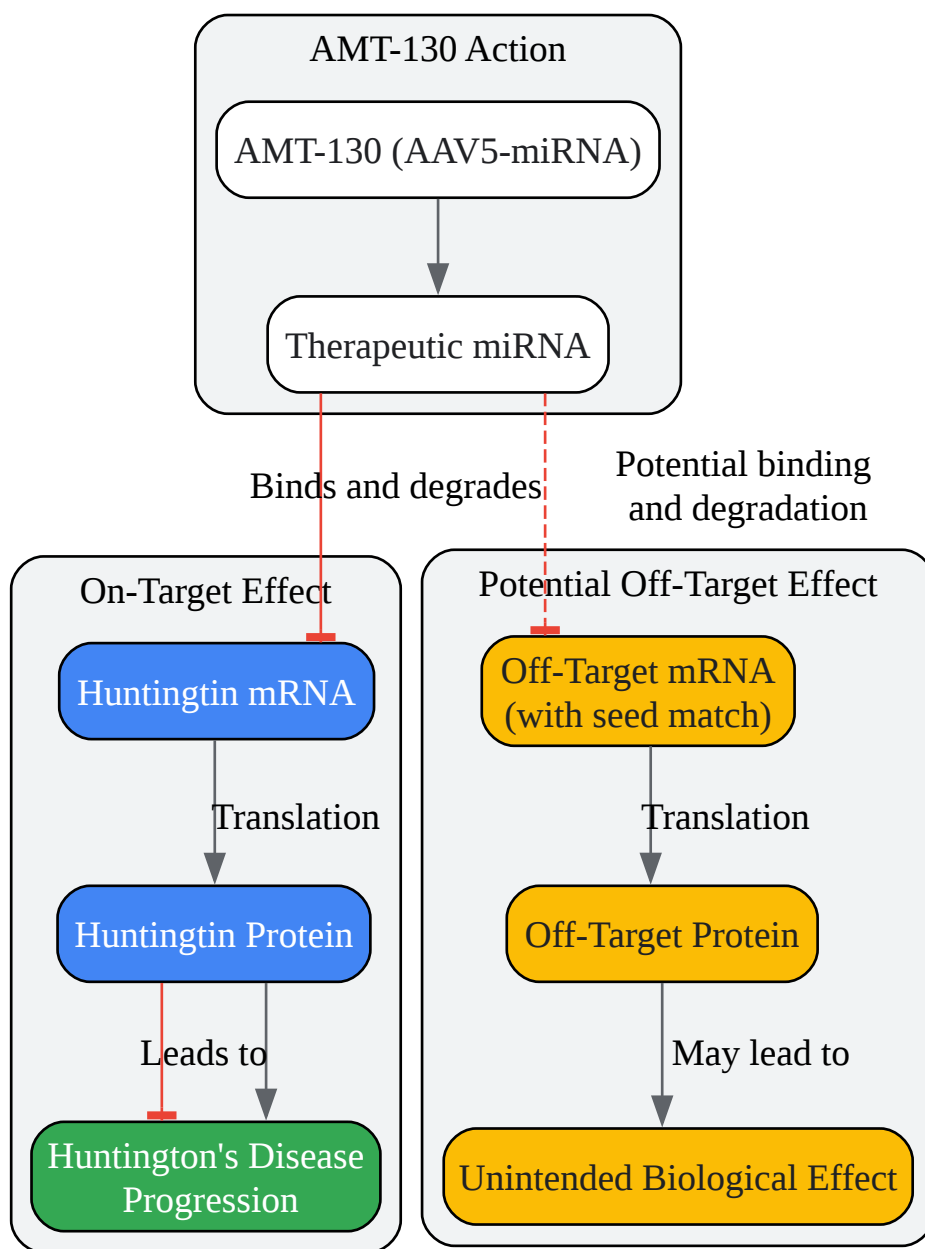 AMT-130 Action
AMT-130 (AAV5-miRNA)
Therapeutic miRNA
Binds and degrades
Potential binding
and degradation
On-Target Effect
Huntingtin mRNA
Translation
Huntingtin Protein
Leads to
Huntington's Disease
Progression
Potential Off-Target Effect
Off-Target mRNA
(with seed match)
Translation
Off-Target Protein
May lead to
Unintended Biological Effect